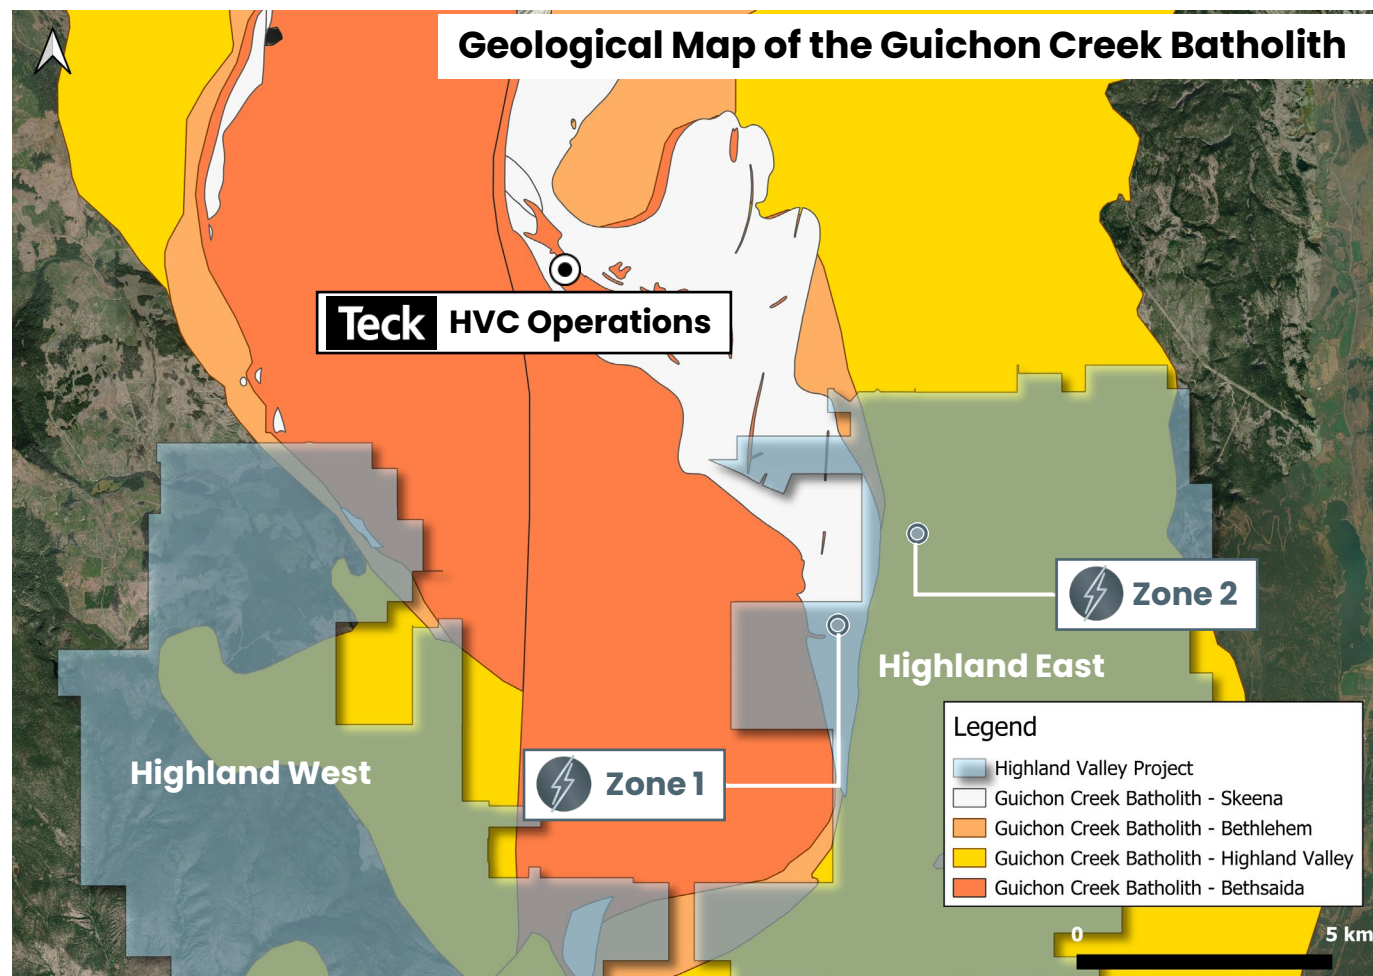 Geological Map of the Guichon Creek Batholith
Teck HVC Operations
Zone 2
Highland East
Highland West
Zone 1
Legend
Highland Valley Project
Guichon Creek Batholith - Skeena
Guichon Creek Batholith - Bethlehem
Guichon Creek Batholith - Highland Valley
Guichon Creek Batholith - Bethsaida
0 5 km